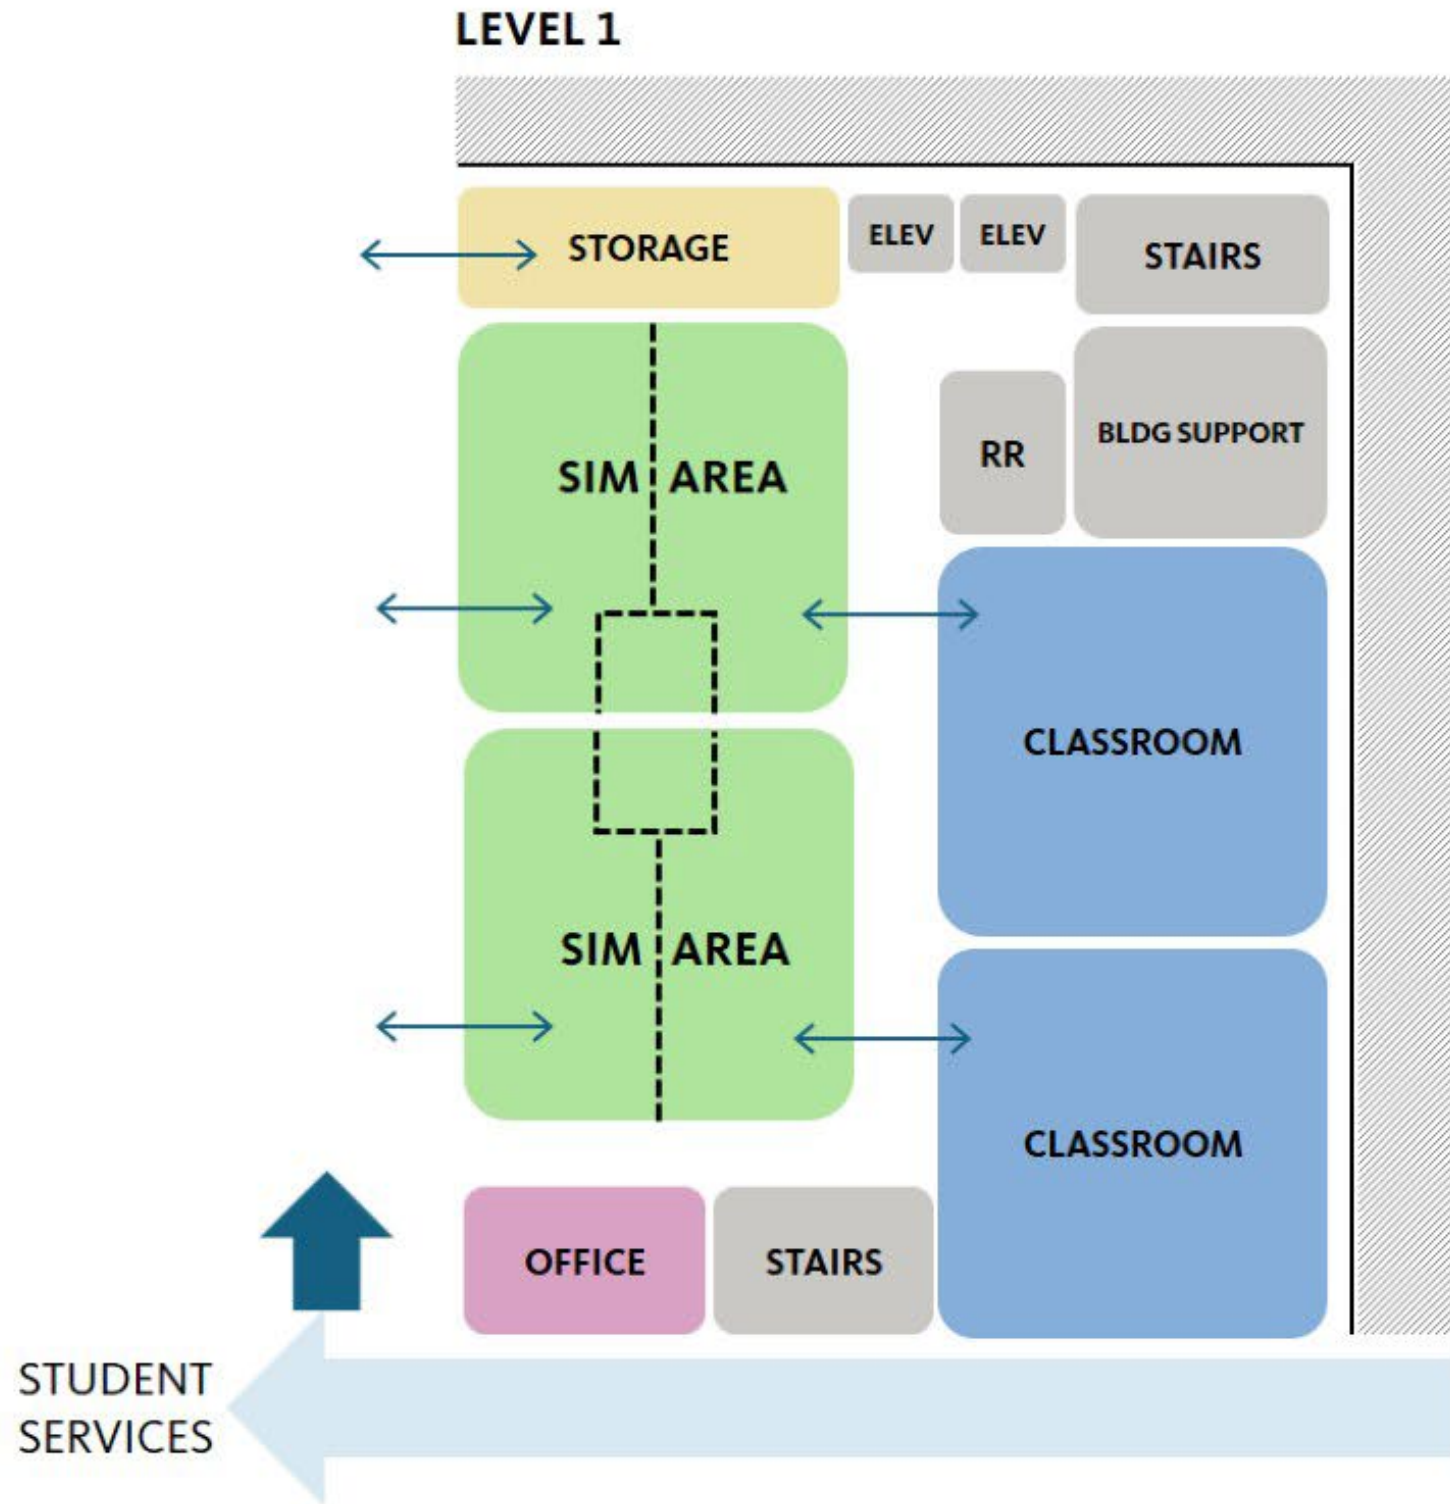 LEVEL 1
STORAGE
ELEV
ELEV
STAIRS
SIM AREA
RR
BLDG SUPPORT
CLASSROOM
SIM AREA
CLASSROOM
OFFICE
STAIRS
STUDENT
SERVICES